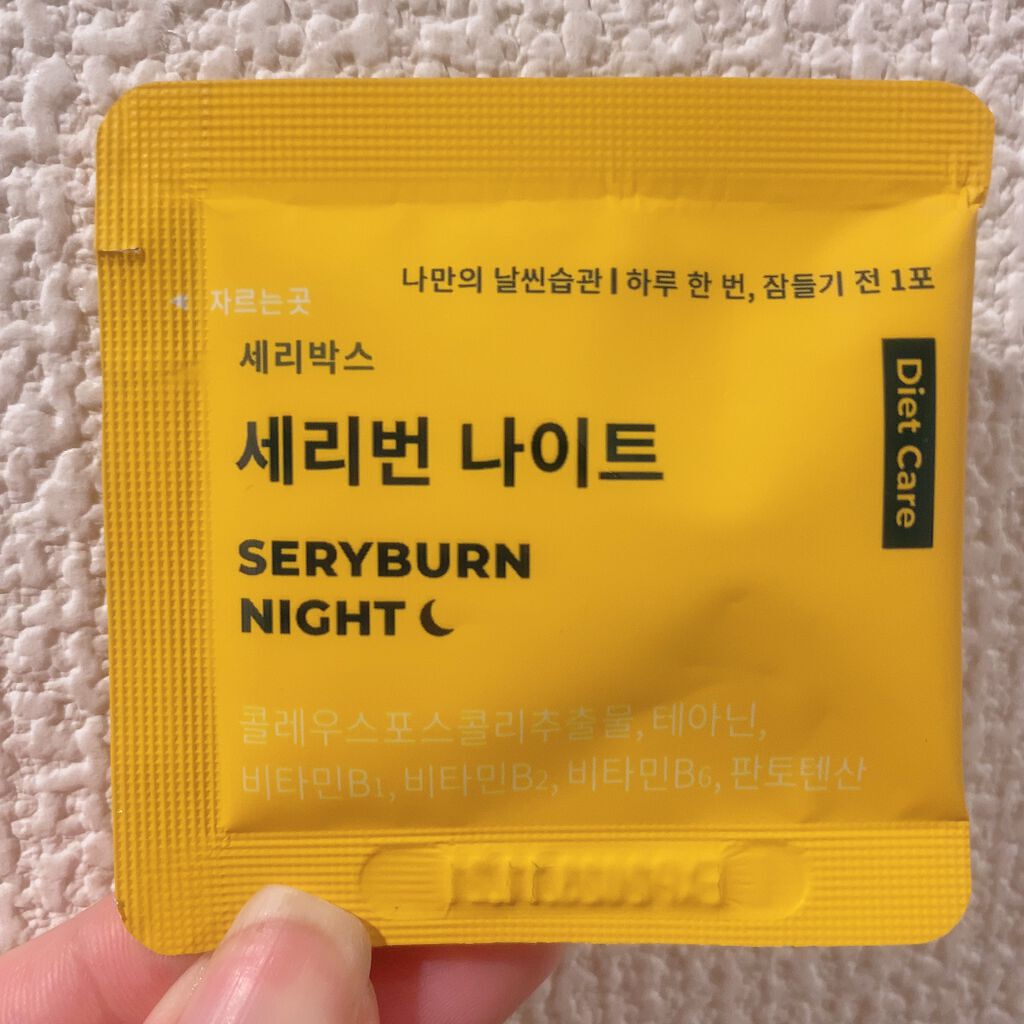 나만의 날씬습관 | 하루 한 번, 잠들기 전 1포
자르는곳
세리박스
세리번 나이트
Diet Care
SERYBURN
NIGHT
콜레우스포스콜리추출물, 테아닌,
비타민B1, 비타민B2, 비타민B6, 판토텐산